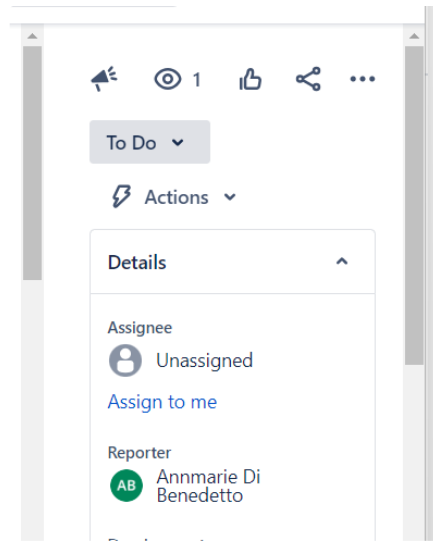 1
To Do
Actions
Details
Assignee
Unassigned
Assign to me
Reporter
AB
Annmarie Di
Benedetto